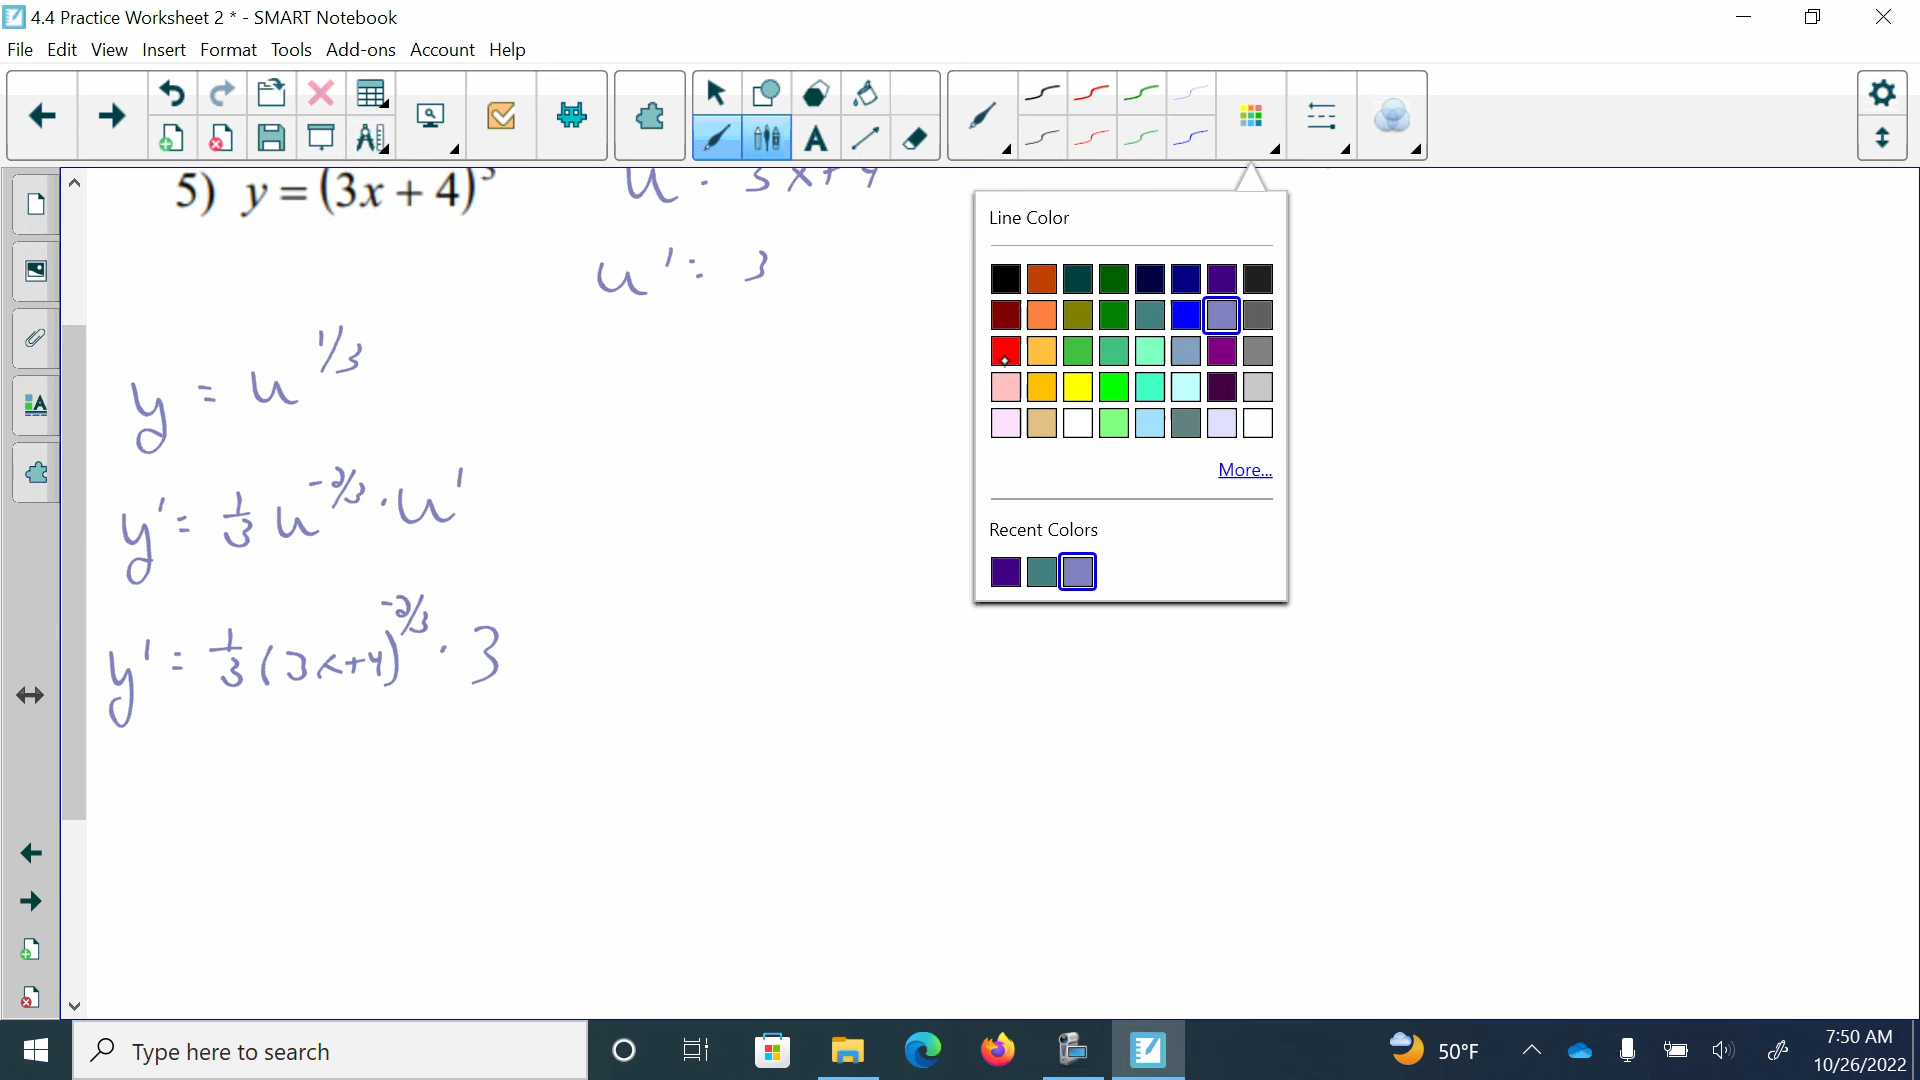 4.4 Practice Worksheet 2 * - SMART Notebook
File Edit View Insert Format Tools Add-ons Account Help
5) y = (3x + 4)
u = 3x+4
u' = 3
y = u^1/3
y' = 1/3 u^-2/3 · u'
y' = 1/3 (3x+4)^-2/3 · 3
Line Color
More...
Recent Colors
Type here to search
50°F
7:50 AM
10/26/2022